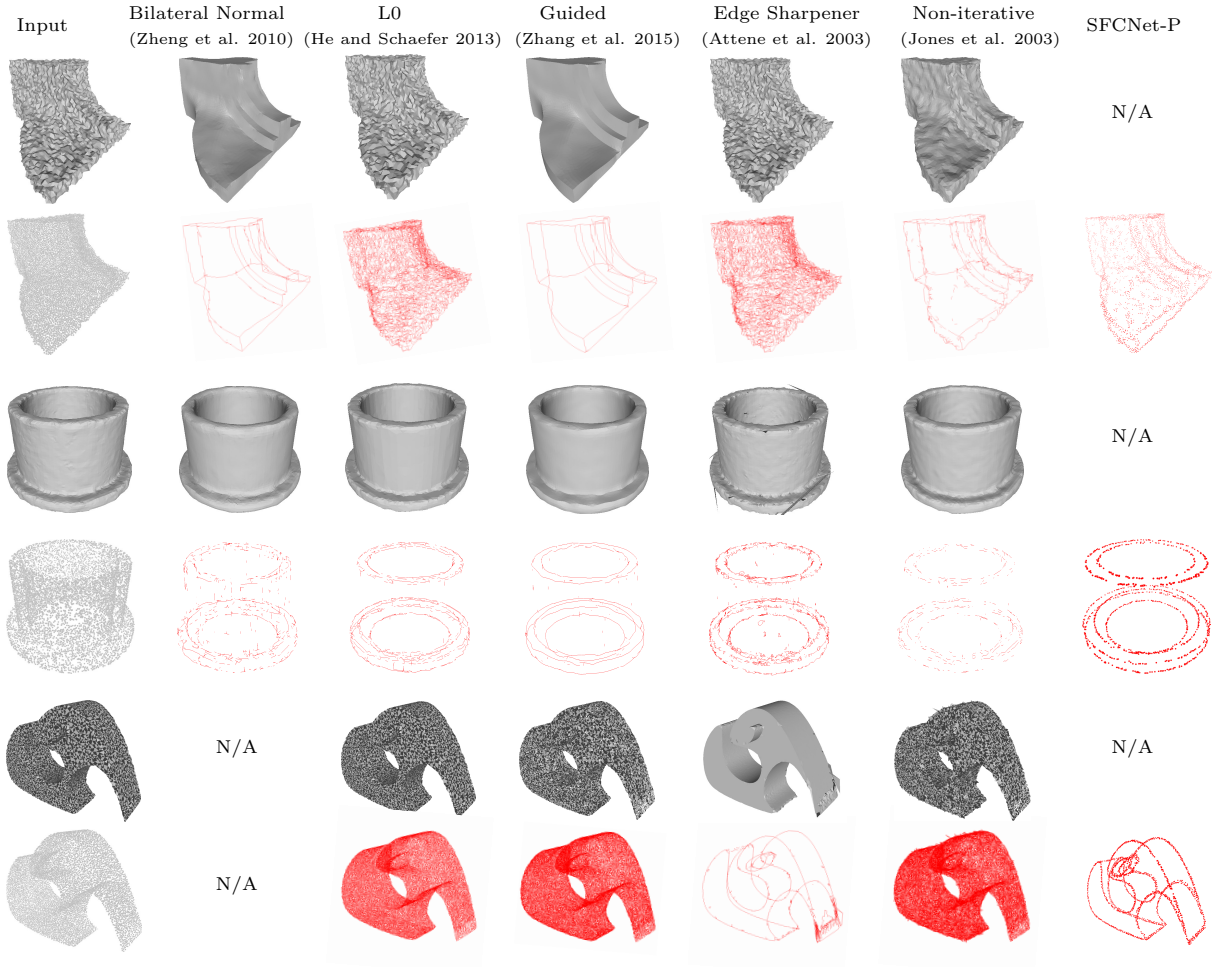 Input
Bilateral Normal
(Zheng et al. 2010)
L0
(He and Schaefer 2013)
Guided
(Zhang et al. 2015)
Edge Sharpener
(Attene et al. 2003)
Non-iterative
(Jones et al. 2003)
SFCNet-P
N/A
N/A
N/A
N/A
N/A